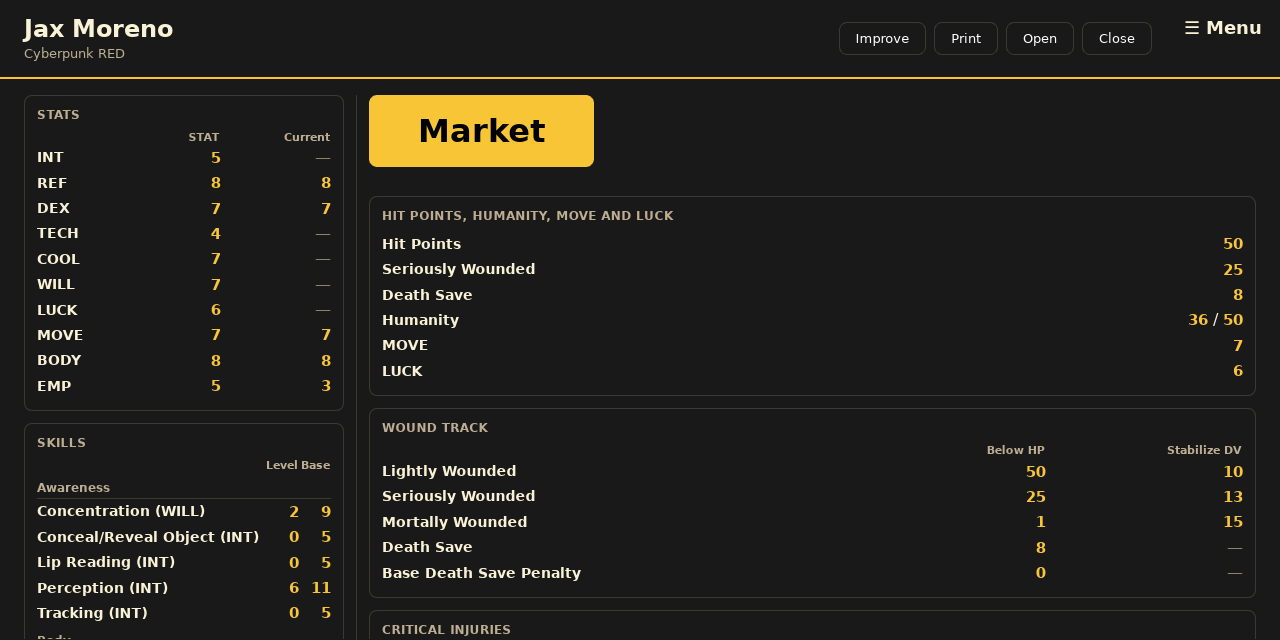 Jax Moreno
Cyberpunk RED
Improve
Print
Open
Close
☰ Menu
STATS
STAT Current
INT 5 —
REF 8 8
DEX 7 7
TECH 4 —
COOL 7 —
WILL 7 —
LUCK 6 —
MOVE 7 7
BODY 8 8
EMP 5 3
SKILLS
Level Base
Awareness
Concentration (WILL) 2 9
Conceal/Reveal Object (INT) 0 5
Lip Reading (INT) 0 5
Perception (INT) 6 11
Tracking (INT) 0 5
Body
Market
HIT POINTS, HUMANITY, MOVE AND LUCK
Hit Points 50
Seriously Wounded 25
Death Save 8
Humanity 36 / 50
MOVE 7
LUCK 6
WOUND TRACK
Below HP Stabilize DV
Lightly Wounded 50 10
Seriously Wounded 25 13
Mortally Wounded 1 15
Death Save 8 —
Base Death Save Penalty 0 —
CRITICAL INJURIES